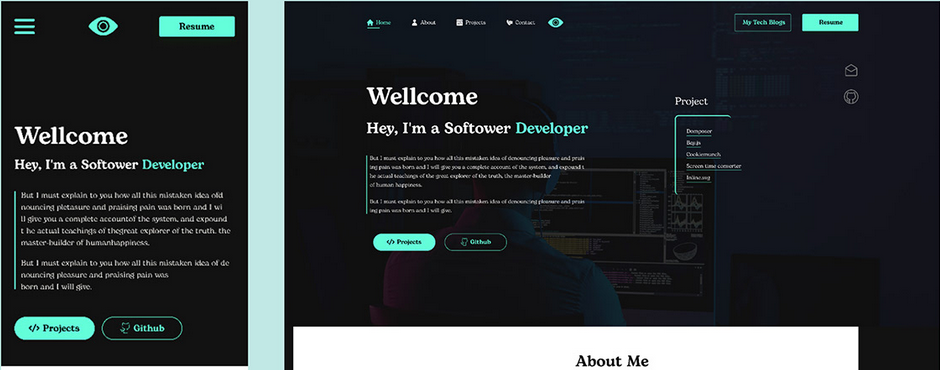 Resume
Wellcome
Hey, I'm a Softower Developer
But I must explain to you how all this mistaken idea ofd
nouncing pletasure and praising pain was born and I wi
ll give you a complete accountof the system, and expound
t he actual teachings of thegreat explorer of the truth, the
master-builder of humanhappiness.
But I must explain to you how all this mistaken idea of de
nouncing pleasure and praising pain was
born and I will give.
</> Projects
Github
Home About Projects Contact
My Tech Blogs
Resume
Wellcome
Hey, I'm a Softower Developer
But I must explain to you how all this mistaken idea of denouncing pleasure and prais
ing pain was born and I will give you a complete account of the system, and expound t
he actual teachings of the great explorer of the truth, the master-builder
of human happiness.
But I must explain to you how all this mistaken idea of denouncing pleasure and prais
ing pain was born and I will give.
</> Projects
Github
Project
Cookiemunch
Screen time converter
About Me